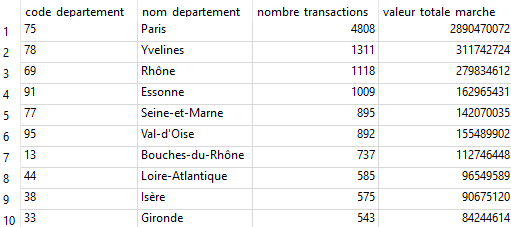 code departement nom departement nombre transactions valeur totale marche
1 75 Paris 4808 2890470072
2 78 Yvelines 1311 311742724
3 69 Rhône 1118 279834612
4 91 Essonne 1009 162965431
5 77 Seine-et-Marne 895 142070035
6 95 Val-d'Oise 892 155489902
7 13 Bouches-du-Rhône 737 112746448
8 44 Loire-Atlantique 585 96549589
9 38 Isère 575 90675120
10 33 Gironde 543 84244614